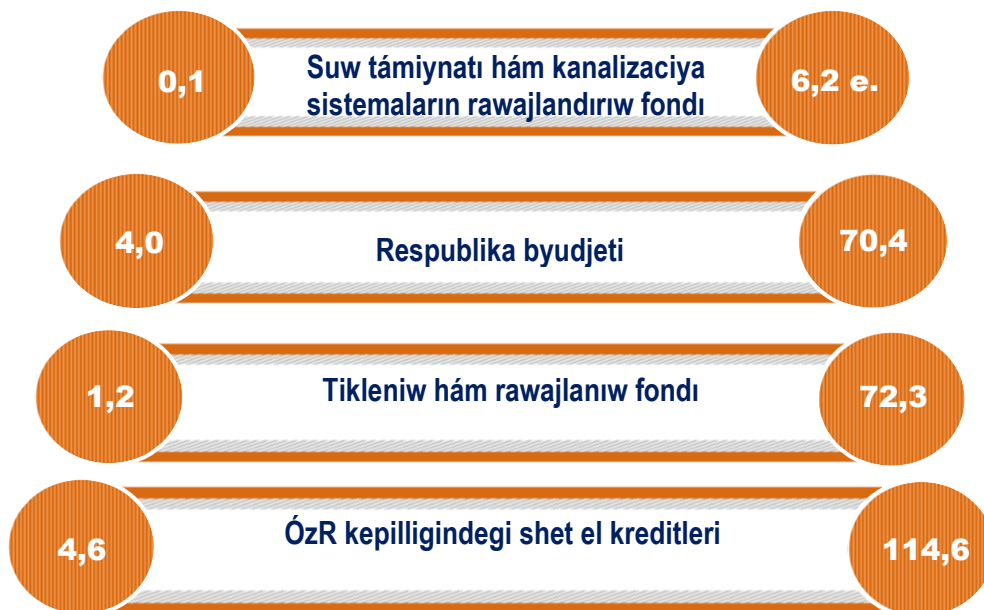 0,1
Suw támiynatı hám kanalizaciya
sistemaların rawajlandırıw fondı
6,2 e.
4,0
Respublika byudjeti
70,4
1,2
Tikleniw hám rawajlanıw fondı
72,3
4,6
ÓzR kepilligindegi shet el kreditleri
114,6